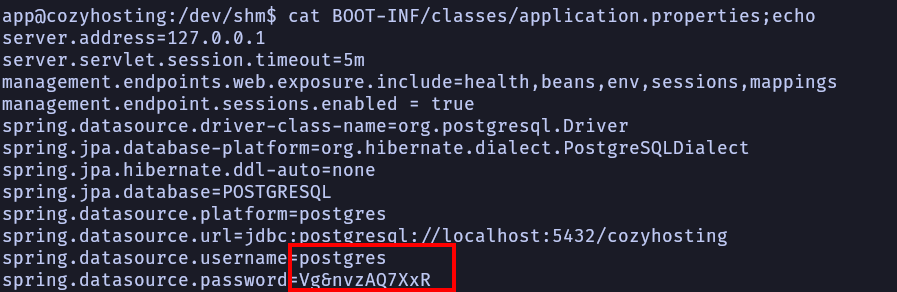 app@cozyhosting:/dev/shm$ cat BOOT-INF/classes/application.properties;echo
server.address=127.0.0.1
server.servlet.session.timeout=5m
management.endpoints.web.exposure.include=health,beans,env,sessions,mappings
management.endpoint.sessions.enabled = true
spring.datasource.driver-class-name=org.postgresql.Driver
spring.jpa.database-platform=org.hibernate.dialect.PostgreSQLDialect
spring.jpa.hibernate.ddl-auto=none
spring.jpa.database=POSTGRESQL
spring.datasource.platform=postgres
spring.datasource.url=jdbc:postgresql://localhost:5432/cozyhosting
spring.datasource.username=postgres
spring.datasource.password=Vg&nvzAQ7XxR